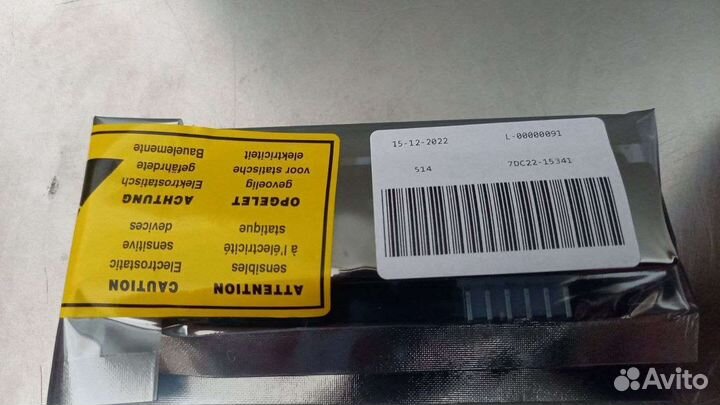 15-12-2022 L-00000091
514 7DC22-15341
ATTENTION
sensibles
à l'électricité
statique
CAUTION
Electrostatic
sensitive
devices
OPGELET
gevoelig
voor statische
elektriciteit
ACHTUNG
Elektrostatisch
gefährdete
Bauelemente
Avito